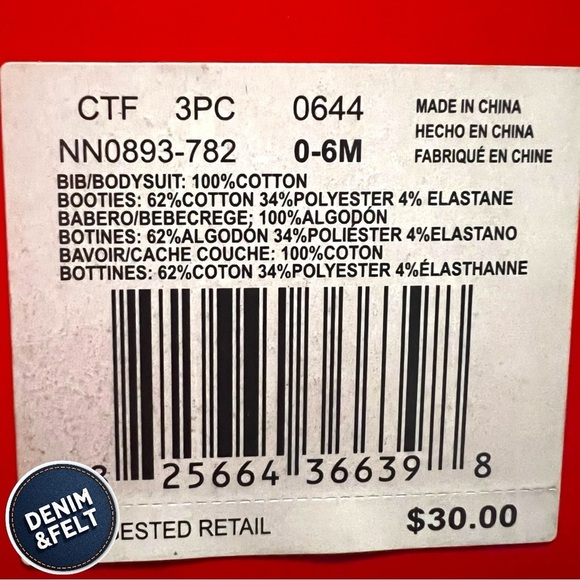 CTF 3PC 0644
NN0893-782 0-6M
MADE IN CHINA
HECHO EN CHINA
FABRIQUÉ EN CHINE
BIB/BODYSUIT: 100%COTTON
BOOTIES: 62%COTTON 34%POLYESTER 4% ELASTANE
BABERO/BEBECREGE; 100%ALGODÓN
BOTINES: 62%ALGODÓN 34%POLIÉSTER 4%ELASTANO
BAVOIR/CACHE COUCHE: 100%COTON
BOTTINES: 62%COTON 34%POLYESTER 4%ÉLASTHANNE
25664 36639 8
RETAIL $30.00
DENIM
&FELT